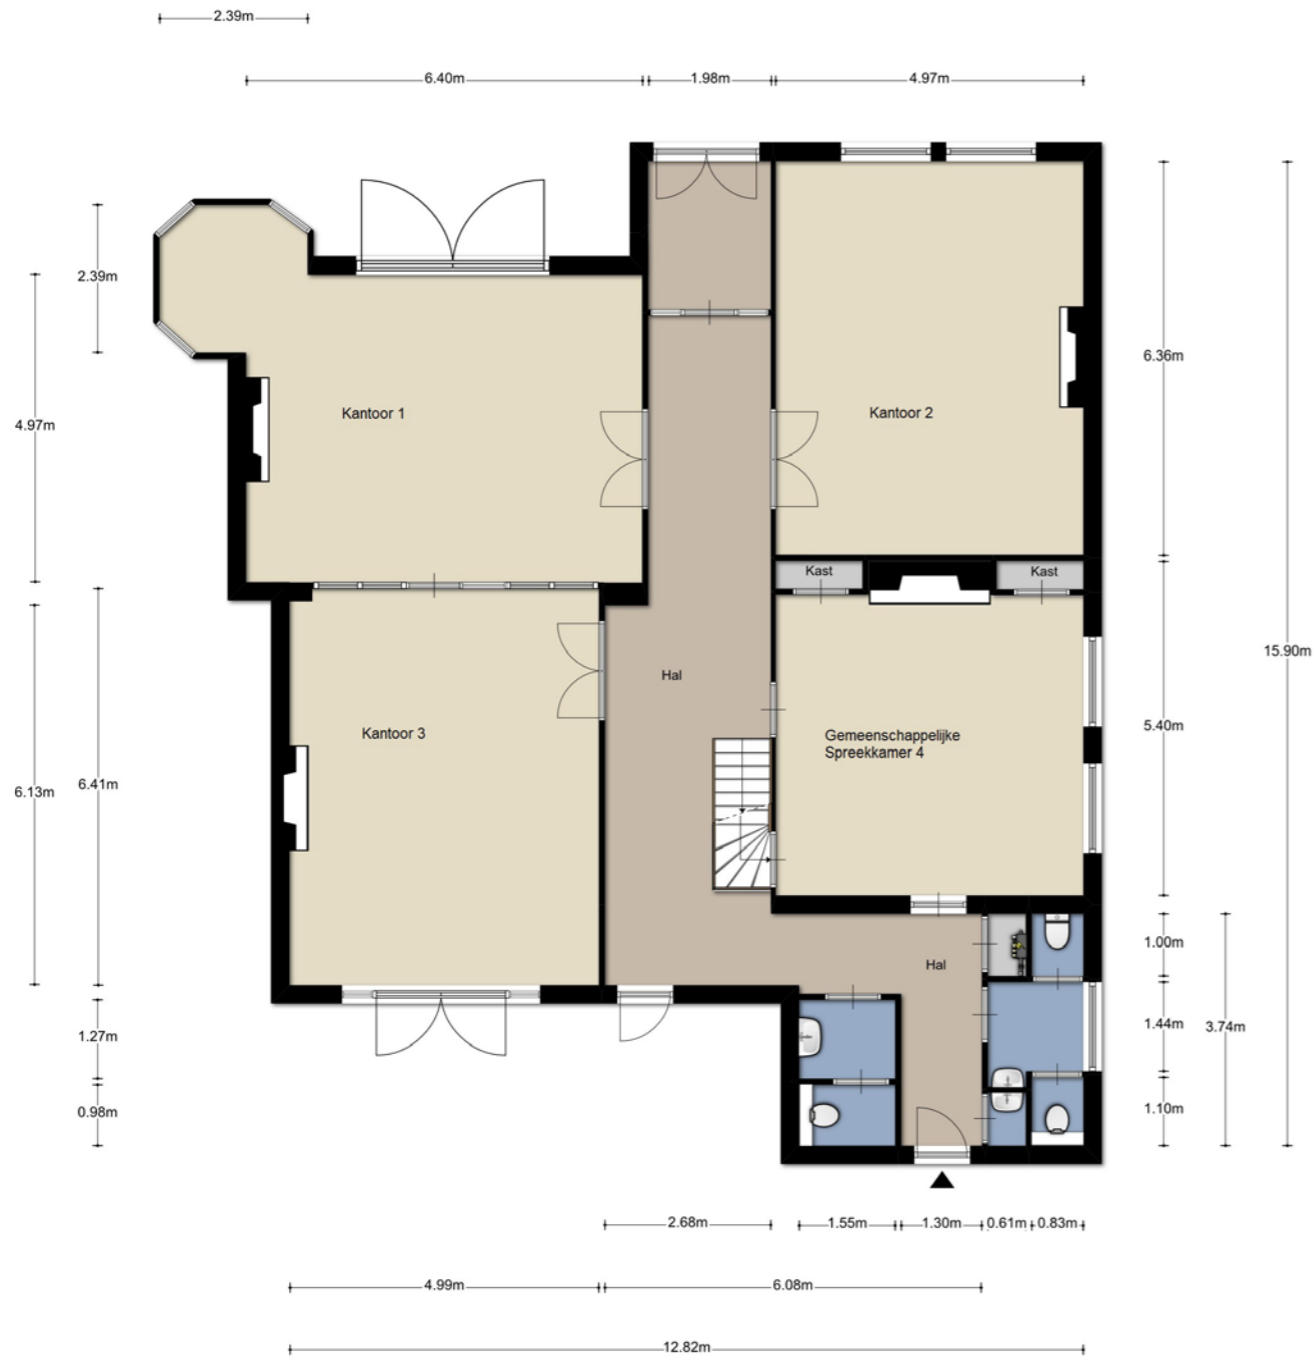 2.39m
6.40m
1.98m
4.97m
2.39m
4.97m
6.36m
Kantoor 1
Kantoor 2
Kast
Kast
15.90m
Hal
5.40m
Kantoor 3
Gemeenschappelijke
Spreekkamer 4
6.13m
6.41m
Hal
1.00m
1.27m
1.44m
3.74m
0.98m
1.10m
2.68m
1.55m
1.30m
0.61m
0.83m
4.99m
6.08m
12.82m